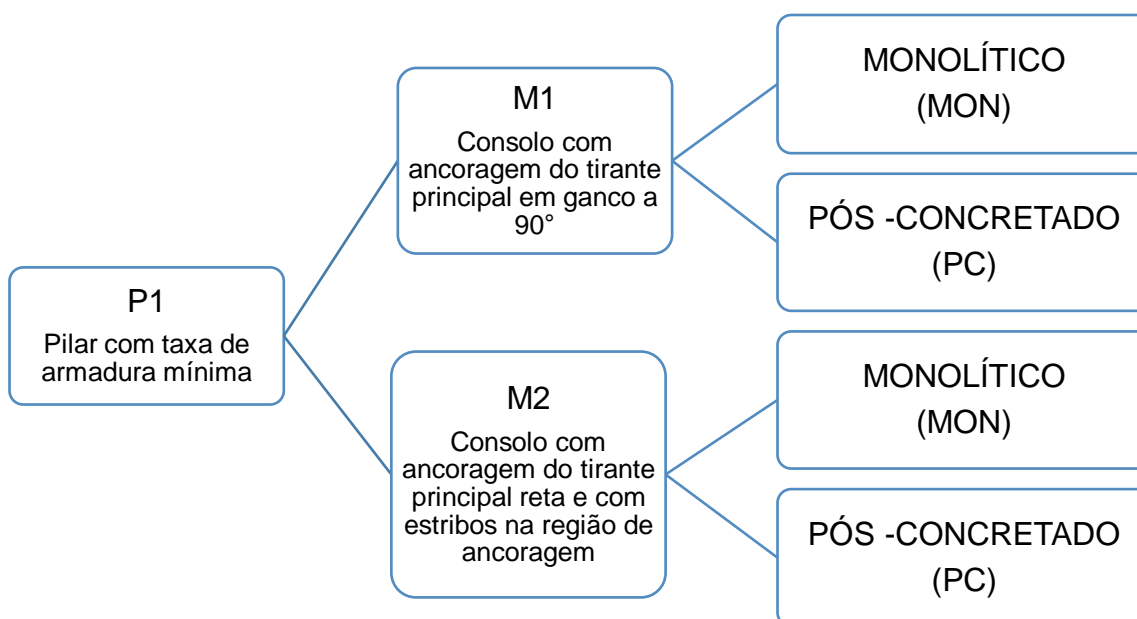 P1
Pilar com taxa de
armadura mínima
M1
Consolo com
ancoragem do tirante
principal em ganco a
90°
MONOLÍTICO
(MON)
PÓS -CONCRETADO
(PC)
M2
Consolo com
ancoragem do tirante
principal reta e com
estribos na região de
ancoragem
MONOLÍTICO
(MON)
PÓS -CONCRETADO
(PC)